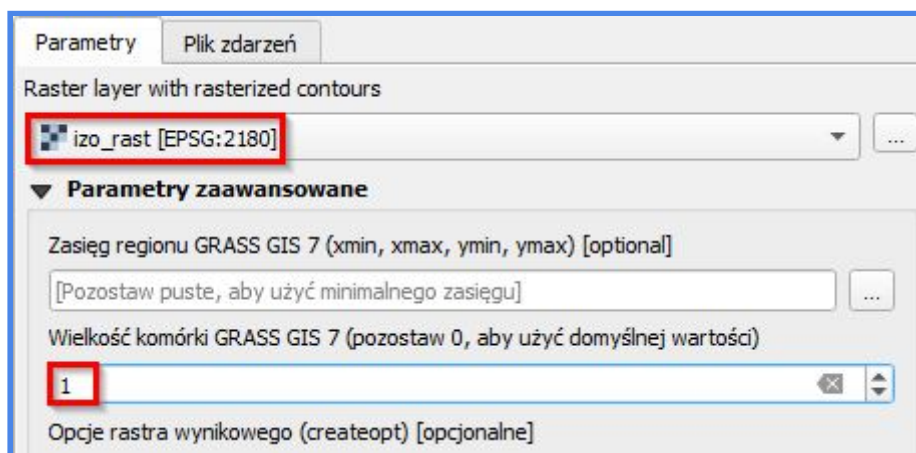 Parametry Plik zdarzeń
Raster layer with rasterized contours
izo_rast [EPSG:2180] ...
Parametry zaawansowane
Zasięg regionu GRASS GIS 7 (xmin, xmax, ymin, ymax) [optional]
[Pozostaw puste, aby użyć minimalnego zasięgu] ...
Wielkość komórki GRASS GIS 7 (pozostaw 0, aby użyć domyślnej wartości)
1
Opcje rastra wynikowego (createopt) [opcjonalne]